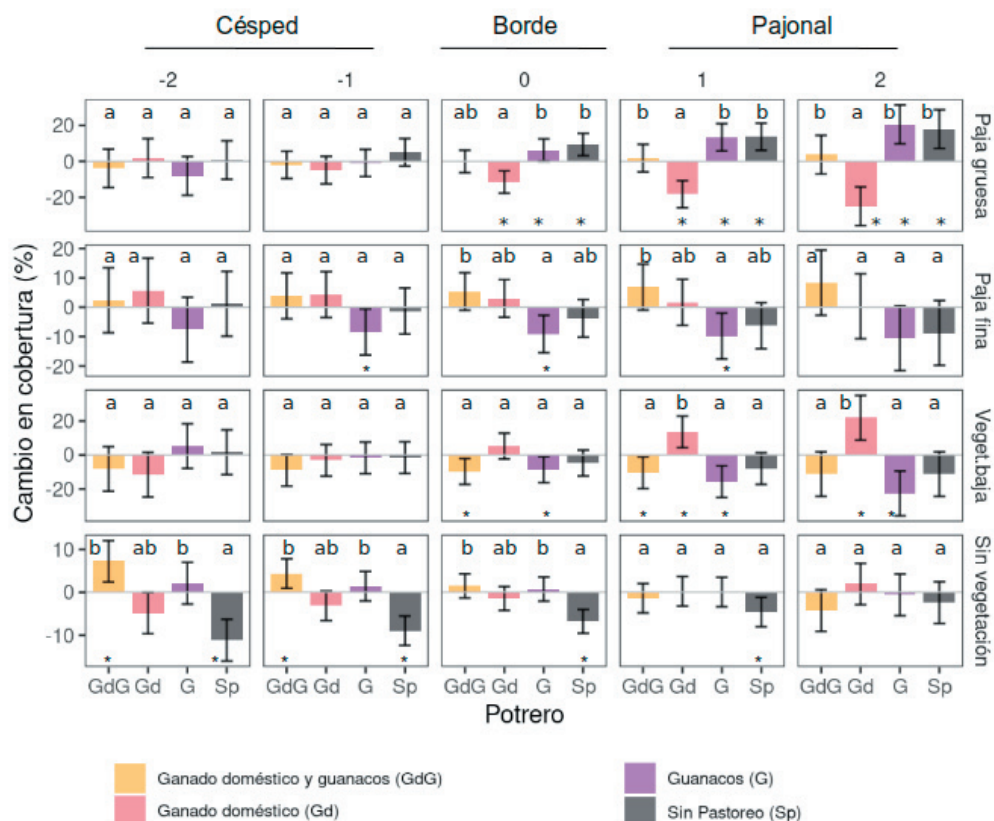 Césped Borde Pajonal
-2 -1 0 1 2
a a a a a a a a ab a b b b a b b b a b b
20
0
-20
* * * * * * * * *
Paja gruesa
a a a a a a a a b ab a ab b ab a ab a a a a
20
10
0
-10
-20
* * *
Paja fina
a a a a a a a a a a a a a b a a a b a a
20
0
-20
* * * * * * *
Veget.baja
b ab b a b ab b a b ab b a a a a a a a a a
10
0
-10
* * * * * *
Sin vegetación
Cambio en cobertura (%)
GdG Gd G Sp GdG Gd G Sp GdG Gd G Sp GdG Gd G Sp GdG Gd G Sp
Potrero
Ganado doméstico y guanacos (GdG) Guanacos (G)
Ganado doméstico (Gd) Sin Pastoreo (Sp)